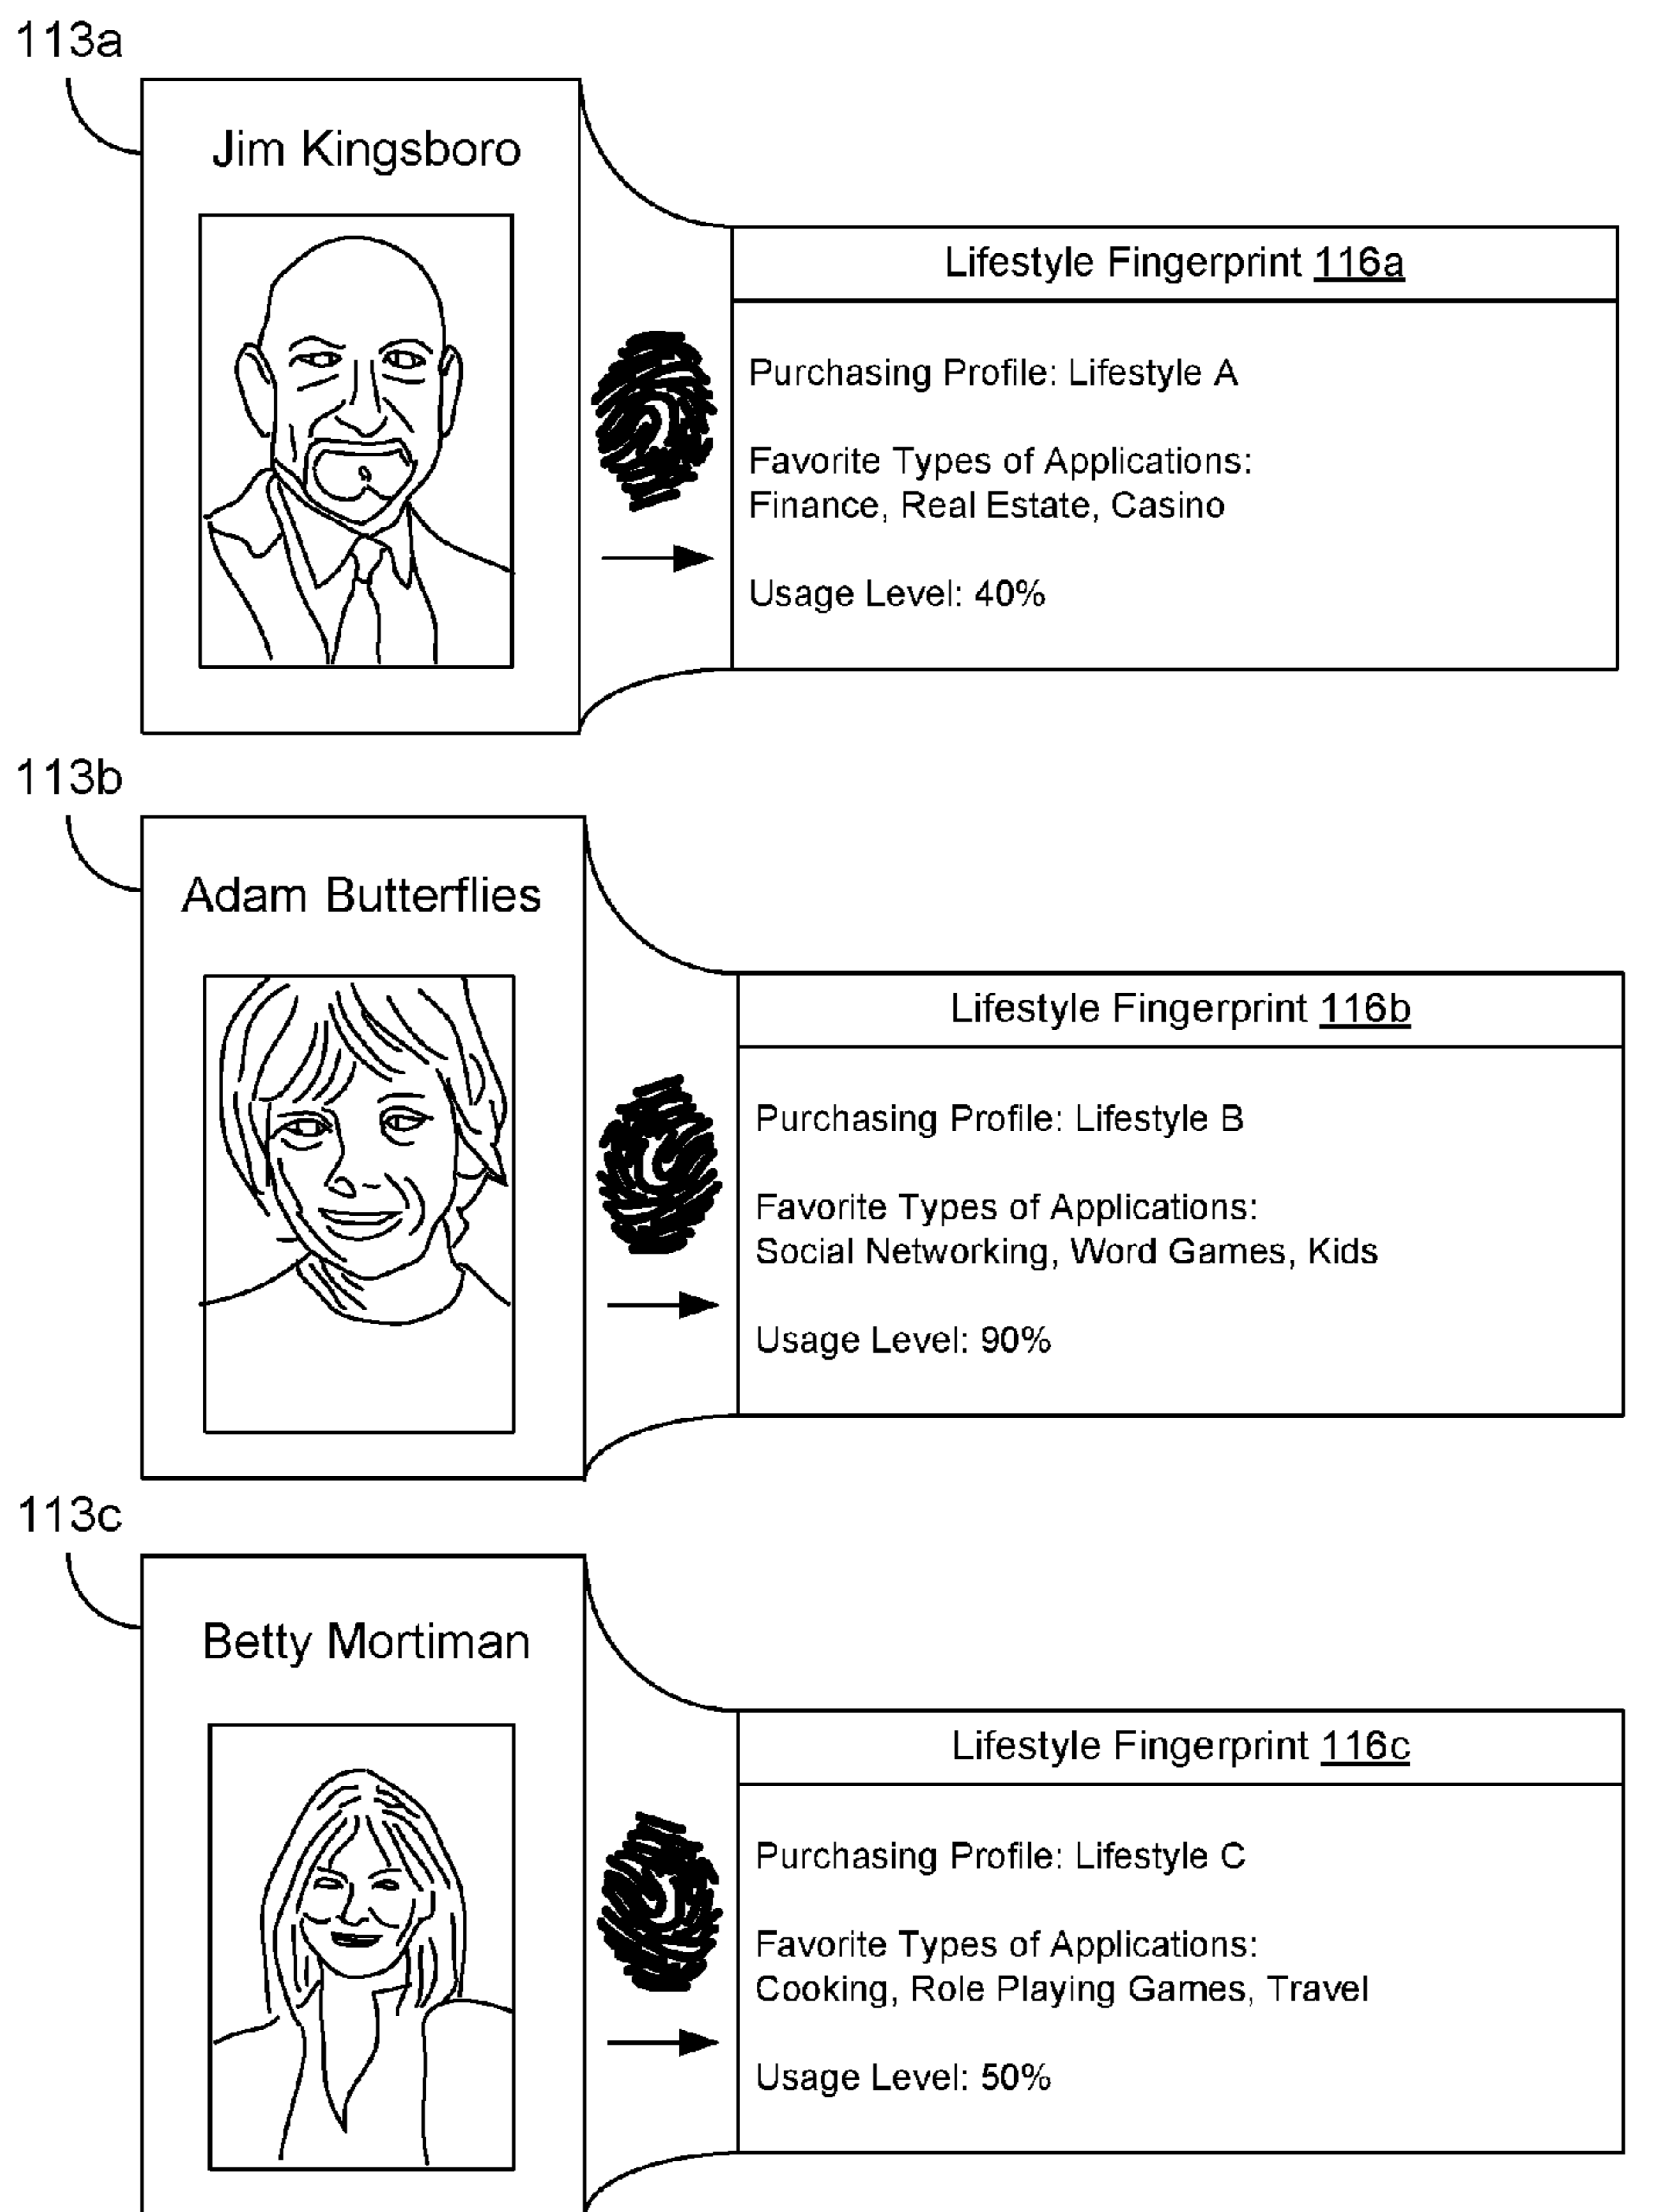 113a
Jim Kingsboro
Lifestyle Fingerprint 116a
Purchasing Profile: Lifestyle A
Favorite Types of Applications:
Finance, Real Estate, Casino
Usage Level: 40%
113b
Adam Butterflies
Lifestyle Fingerprint 116b
Purchasing Profile: Lifestyle B
Favorite Types of Applications:
Social Networking, Word Games, Kids
Usage Level: 90%
113c
Betty Mortiman
Lifestyle Fingerprint 116c
Purchasing Profile: Lifestyle C
Favorite Types of Applications:
Cooking, Role Playing Games, Travel
Usage Level: 50%